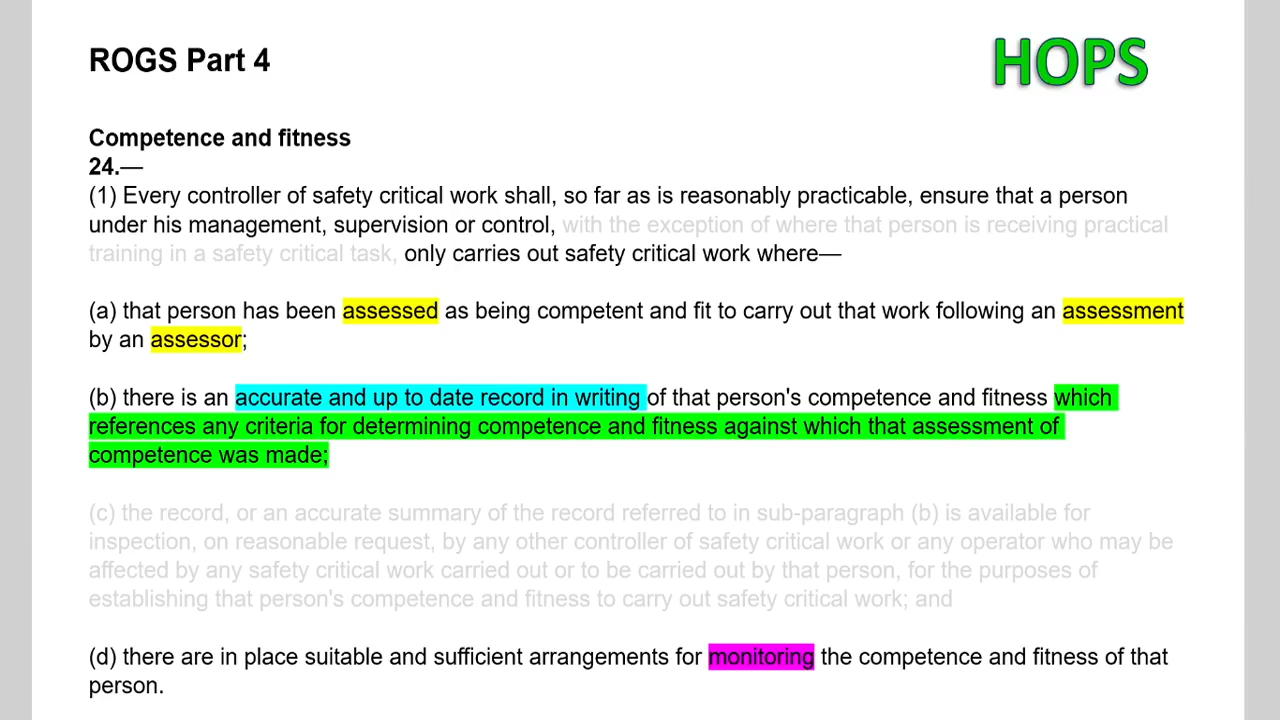 ROGS Part 4
HOPS
Competence and fitness
24.—
(1) Every controller of safety critical work shall, so far as is reasonably practicable, ensure that a person
under his management, supervision or control, with the exception of where that person is receiving practical
training in a safety critical task, only carries out safety critical work where—
(a) that person has been assessed as being competent and fit to carry out that work following an assessment
by an assessor;
(b) there is an accurate and up to date record in writing of that person's competence and fitness which
references any criteria for determining competence and fitness against which that assessment of
competence was made;
(c) the record, or an accurate summary of the record referred to in sub-paragraph (b) is available for
inspection, on reasonable request, by any other controller of safety critical work or any operator who may be
affected by any safety critical work carried out or to be carried out by that person, for the purposes of
establishing that person's competence and fitness to carry out safety critical work; and
(d) there are in place suitable and sufficient arrangements for monitoring the competence and fitness of that
person.